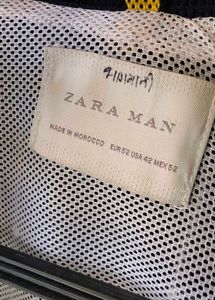 ZARA MAN
MADE IN MOROCCO EUR 52 USA 42 MEX 52